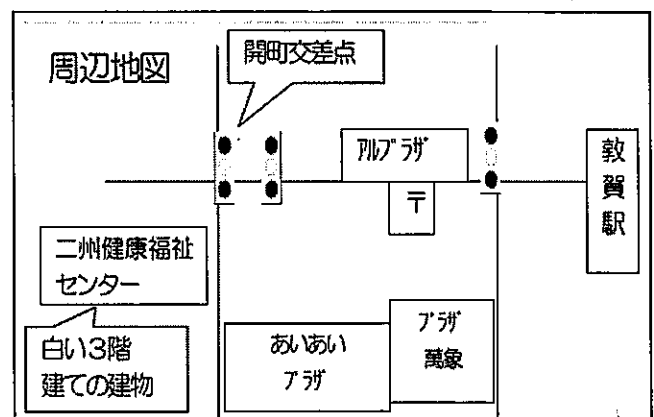 周辺地図
開町交差点
ｱﾙﾌﾟﾗｻﾞ
敦賀駅
〒
二州健康福祉
センター
白い３階
建ての建物
あいあい
ﾌﾟﾗｻﾞ
ﾌﾟﾗｻﾞ
萬象